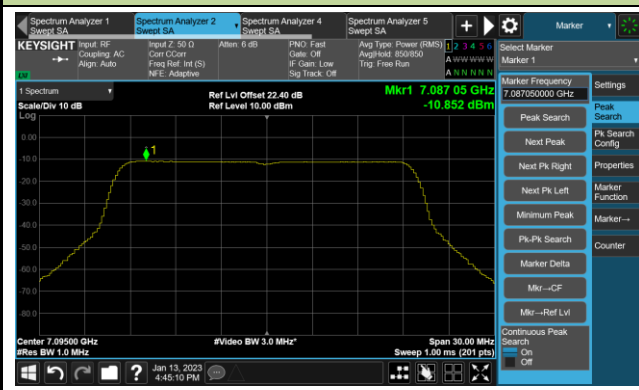 Spectrum Analyzer 1
Swept SA
Spectrum Analyzer 2
Swept SA
Spectrum Analyzer 4
Swept SA
Spectrum Analyzer 5
Swept SA
Marker
KEYSIGHT
Input: RF
Coupling: AC
Align: Auto
Input Z: 50 Ω
Corr CCorr
Freq Ref: Int (S)
NFE: Adaptive
Atten: 6 dB
PNO: Fast
Gate: Off
IF Gain: Low
Sig Track: Off
Avg Type: Power (RMS)
Avg|Hold: 850/850
Trig: Free Run
1 2 3 4 5 6
A W W W W W
A N N N N N
Select Marker
Marker 1
1 Spectrum
Scale/Div 10 dB
Log
Ref Lvl Offset 22.40 dB
Ref Level 10.00 dBm
Mkr1 7.087 05 GHz
-10.852 dBm
1
0.00
-10.0
-20.0
-30.0
-40.0
-50.0
-60.0
-70.0
-80.0
Center 7.09500 GHz
#Res BW 1.0 MHz
#Video BW 3.0 MHz*
Span 30.00 MHz
Sweep 1.00 ms (201 pts)
Marker Frequency
7.087050000 GHz
Peak Search
Next Peak
Next Pk Right
Next Pk Left
Minimum Peak
Pk-Pk Search
Marker Delta
Mkr→CF
Mkr→Ref Lvl
Continuous Peak
Search
On
Off
Settings
Peak
Search
Pk Search
Config
Properties
Marker
Function
Marker→
Counter
Jan 13, 2023
4:45:10 PM